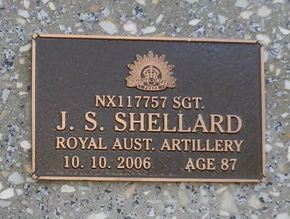 NX117757 SGT.
J. S. SHELLARD
ROYAL AUST. ARTILLERY
10. 10. 2006 AGE 87